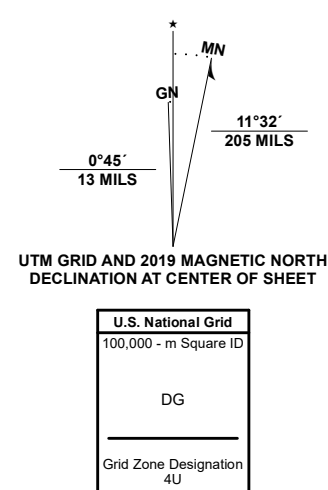 ★
MN
GN
11°32´
205 MILS
0°45´
13 MILS
UTM GRID AND 2019 MAGNETIC NORTH
DECLINATION AT CENTER OF SHEET
U.S. National Grid
100,000 - m Square ID
DG
Grid Zone Designation
4U